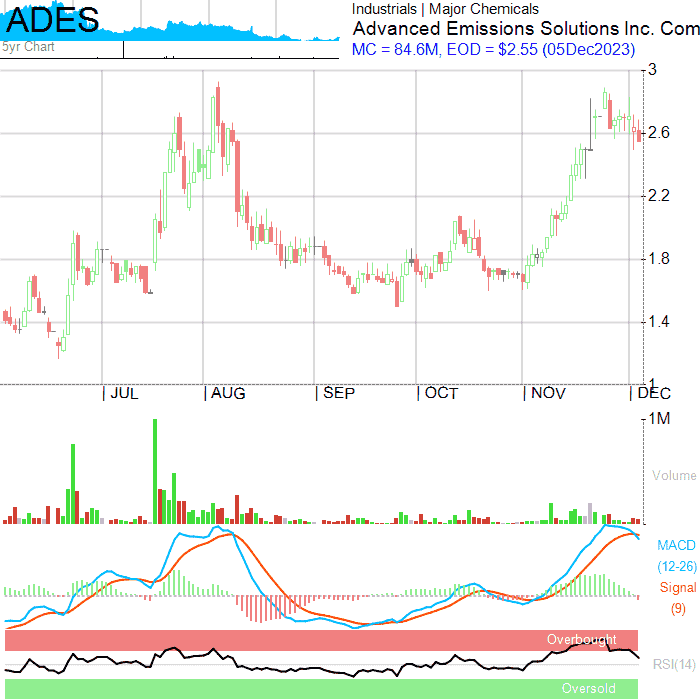 ADES
5yr Chart
Industrials | Major Chemicals
Advanced Emissions Solutions Inc. Com
MC = 84.6M, EOD = $2.55 (05Dec2023)
3
2.6
2.2
1.8
1.4
1
JUL AUG SEP OCT NOV DEC
1M
Volume
MACD
(12-26)
Signal
(9)
Overbought
RSI(14)
Oversold